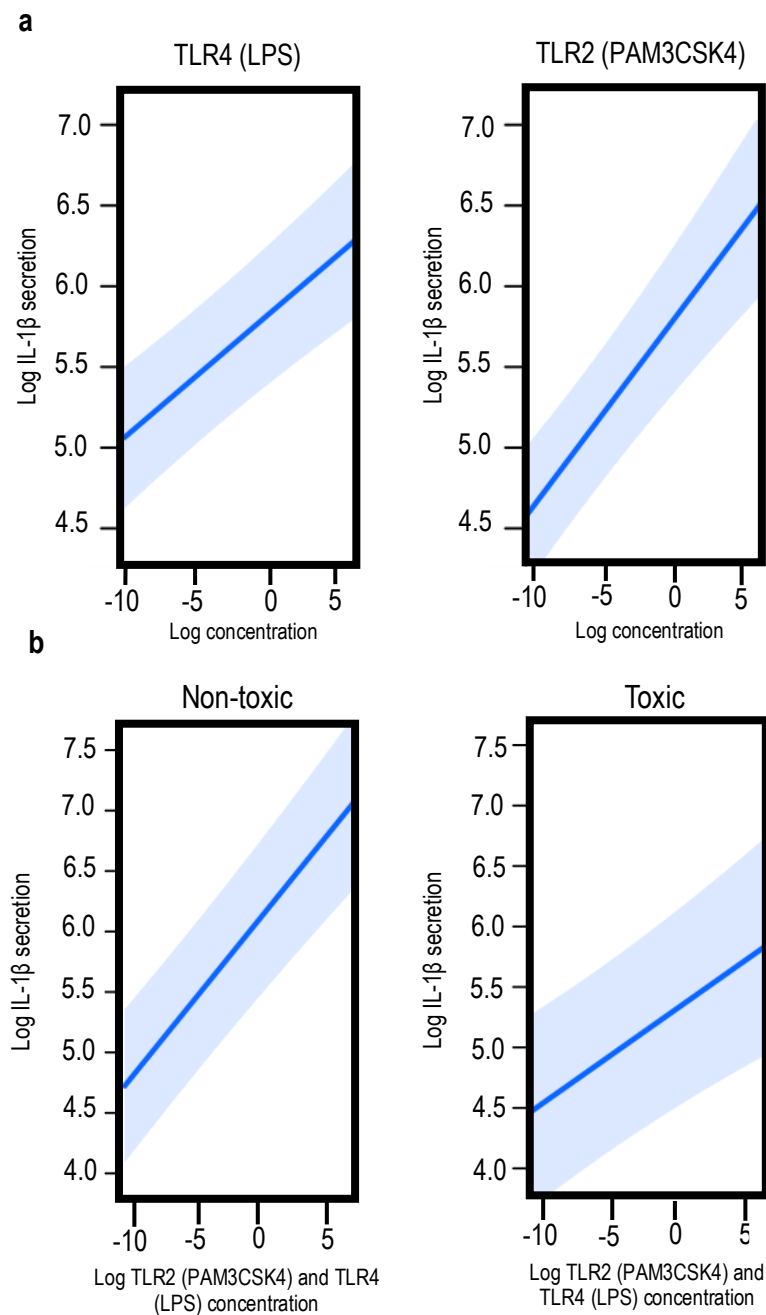 a
TLR4 (LPS)
TLR2 (PAM3CSK4)
Log IL-1β secretion
7.0
6.5
6.0
5.5
5.0
4.5
-10 -5 0 5
Log concentration
Log IL-1β secretion
7.0
6.5
6.0
5.5
5.0
4.5
-10 -5 0 5
Log concentration
b
Non-toxic
Toxic
Log IL-1β secretion
7.5
7.0
6.5
6.0
5.5
5.0
4.5
4.0
-10 -5 0 5
Log TLR2 (PAM3CSK4) and TLR4
(LPS) concentration
Log IL-1β secretion
7.5
7.0
6.5
6.0
5.5
5.0
4.5
4.0
-10 -5 0 5
Log TLR2 (PAM3CSK4) and
TLR4 (LPS) concentration